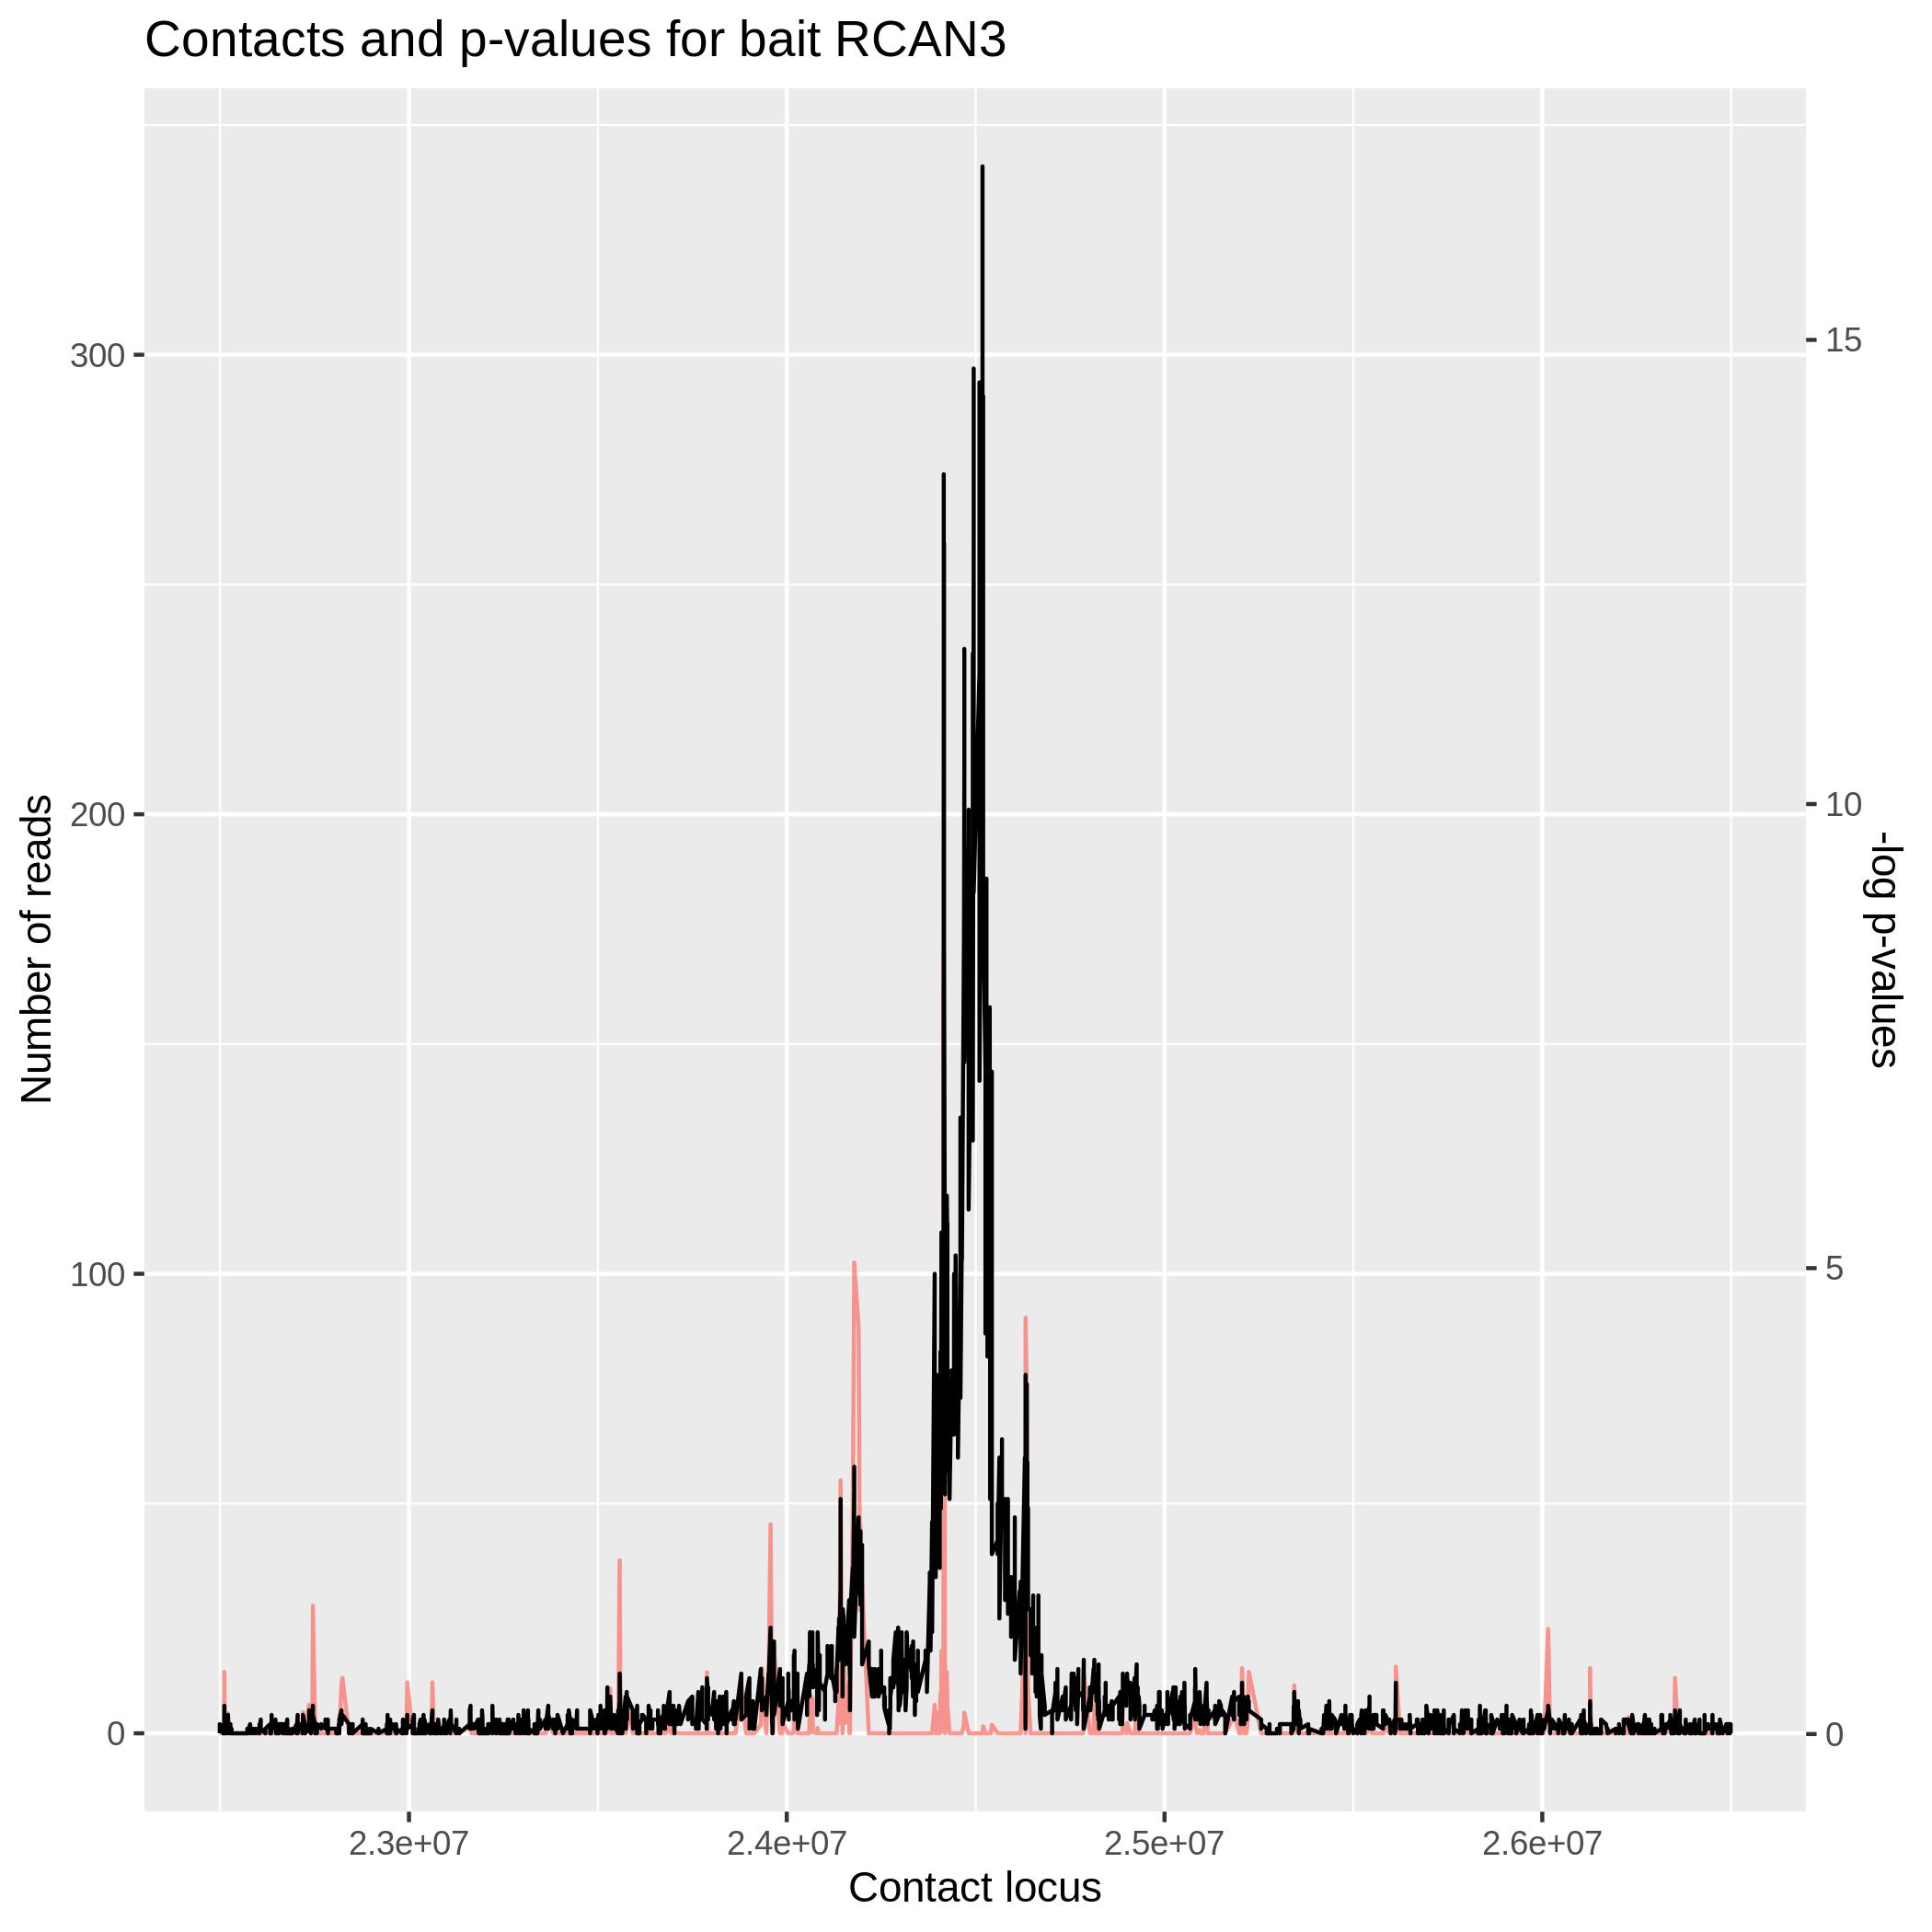 Contacts and p-values for bait RCAN3
Number of reads
300
200
100
0
15
10
5
0
-log p-values
2.3e+07
2.4e+07
2.5e+07
2.6e+07
Contact locus